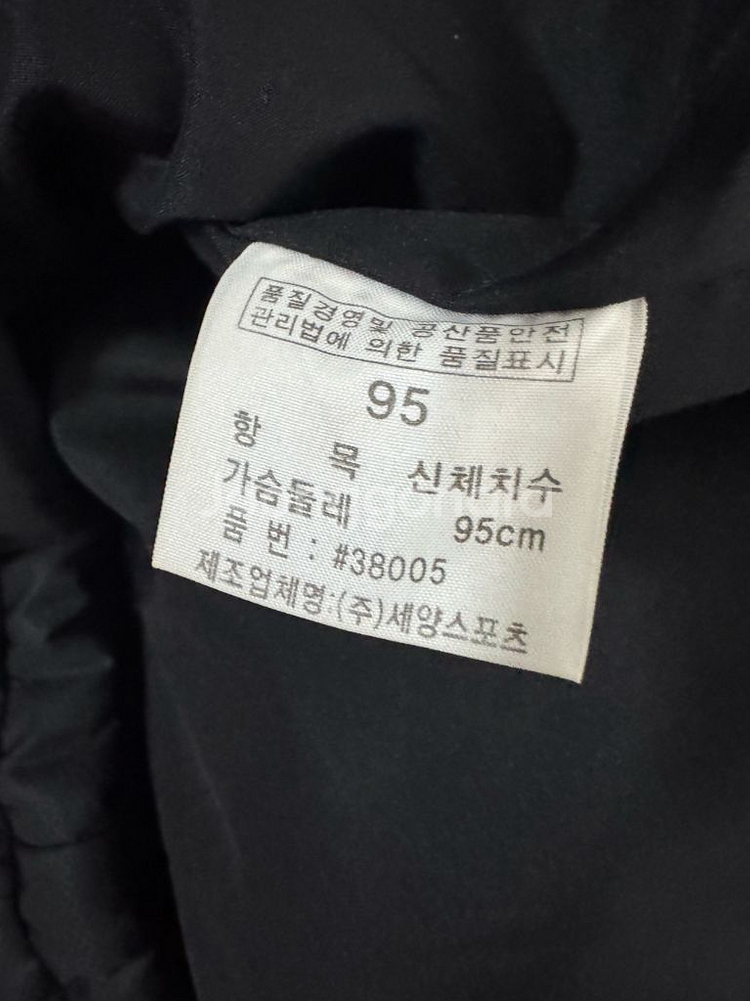 품질경영및 공산품안전
관리법에 의한 품질표시
95
항 목 신체치수
가슴둘레 95cm
품 번 : #38005
제조업체명:(주)세양스포츠